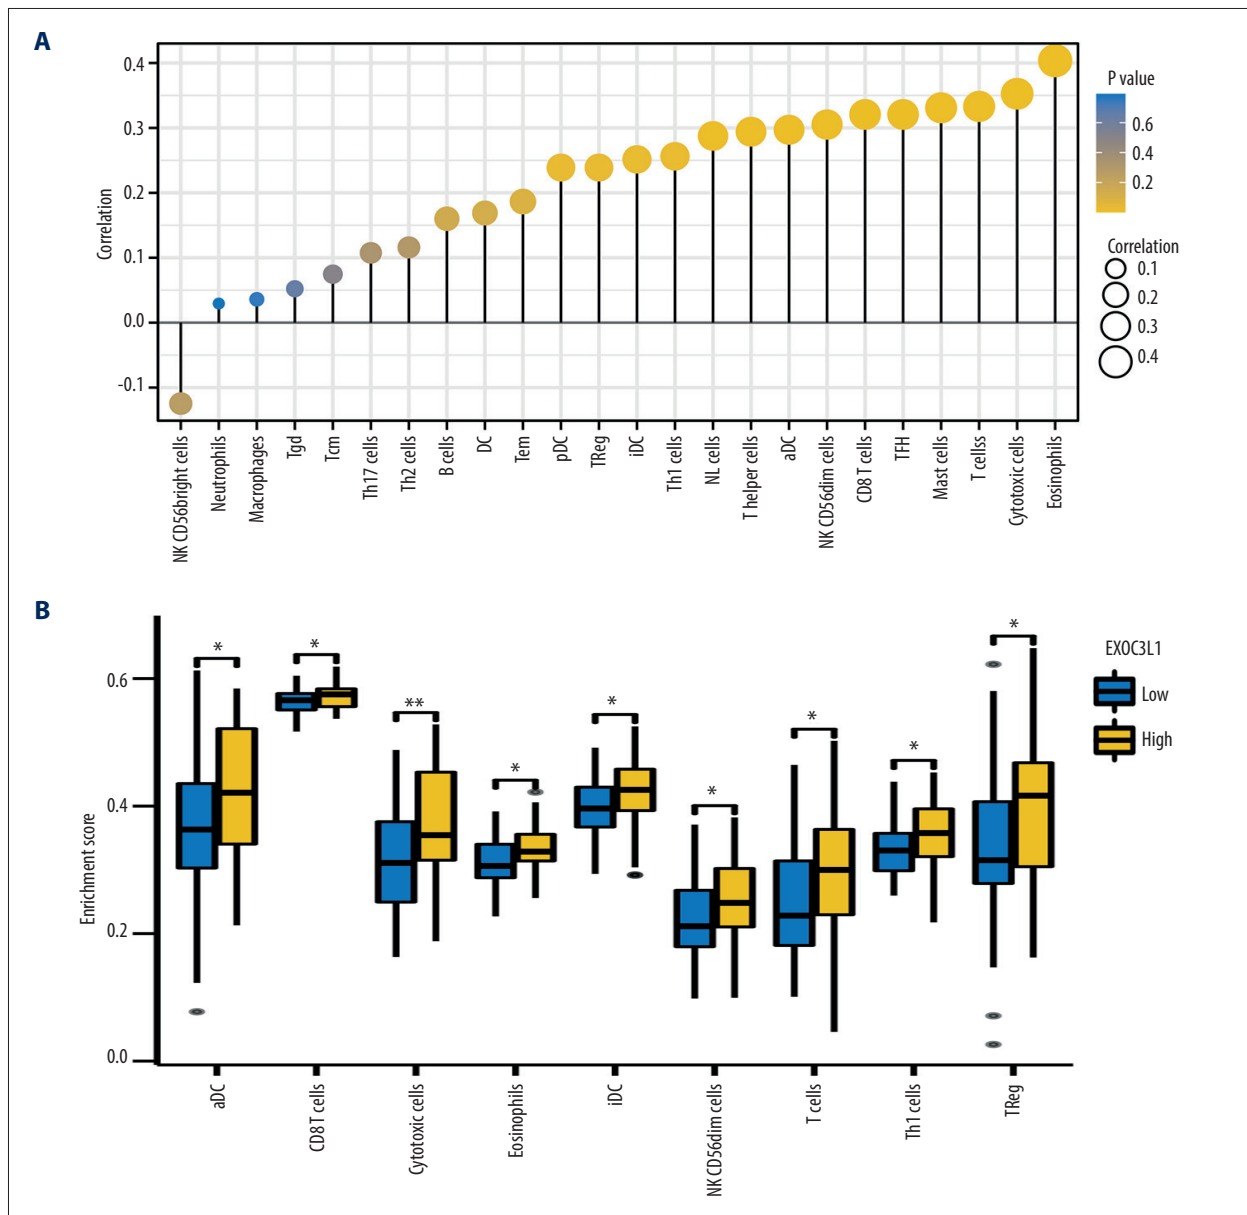 A
Correlation
0.4
0.3
0.2
0.1
0.0
-0.1
NK CD56bright cells
Neutrophils
Macrophages
Tgd
Tcm
Th17 cells
Th2 cells
B cells
DC
Tem
pDC
TReg
iDC
Th1 cells
NL cells
T helper cells
aDC
NK CD56dim cells
CD8 T cells
TFH
Mast cells
T cellss
Cytotoxic cells
Eosinophils
P value
0.6
0.4
0.2
Correlation
0.1
0.2
0.3
0.4
B
Enrichment score
0.6
0.4
0.2
0.0
*
*
**
*
*
*
*
*
*
aDC
CD8T cells
Cytotoxic cells
Eosinophils
iDC
NK CD56dim cells
T cells
Th1 cells
TReg
EXOC3L1
Low
High